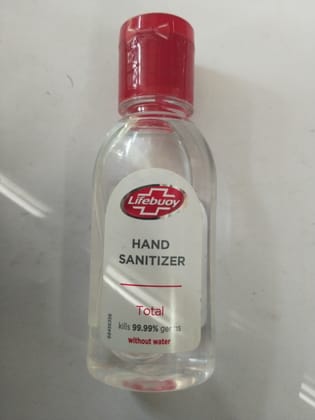 Lifebuoy
HAND
SANITIZER
Total
kills 99.99% germs
without water